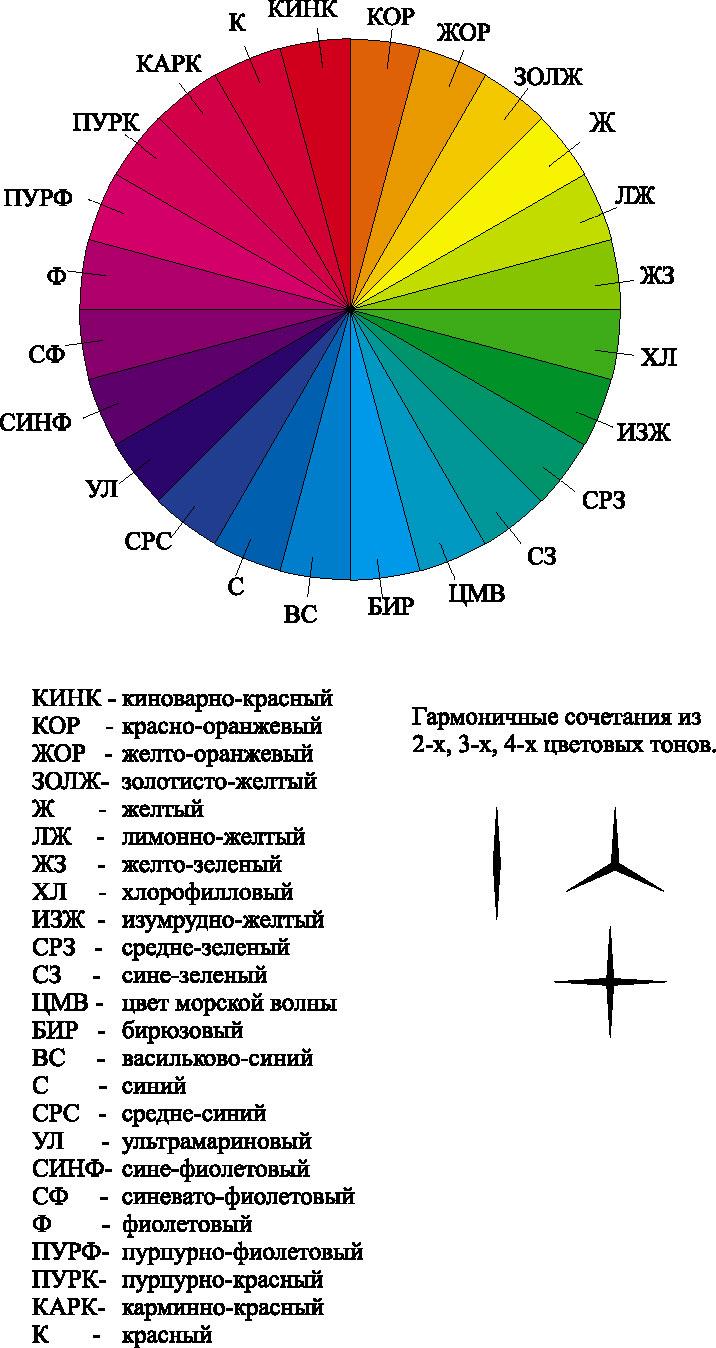 КИНК
К
КОР
ЖОР
КАРК
ЗОЛЖ
ПУРК
Ж
ПУРФ
ЛЖ
Ф
ЖЗ
СФ
ХЛ
СИНФ
ИЗЖ
УЛ
СРЗ
СРС
СЗ
С
ЦМВ
ВС
БИР
КИНК - киноварно-красный
КОР - красно-оранжевый
ЖОР - желто-оранжевый
ЗОЛЖ- золотисто-желтый
Ж - желтый
ЛЖ - лимонно-желтый
ЖЗ - желто-зеленый
ХЛ - хлорофилловый
ИЗЖ - изумрудно-желтый
СРЗ - средне-зеленый
СЗ - сине-зеленый
ЦМВ - цвет морской волны
БИР - бирюзовый
ВС - васильково-синий
С - синий
СРС - средне-синий
УЛ - ультрамариновый
СИНФ- сине-фиолетовый
СФ - синевато-фиолетовый
Ф - фиолетовый
ПУРФ- пурпурно-фиолетовый
ПУРК- пурпурно-красный
КАРК- карминно-красный
К - красный
Гармоничные сочетания из
2-х, 3-х, 4-х цветовых тонов.